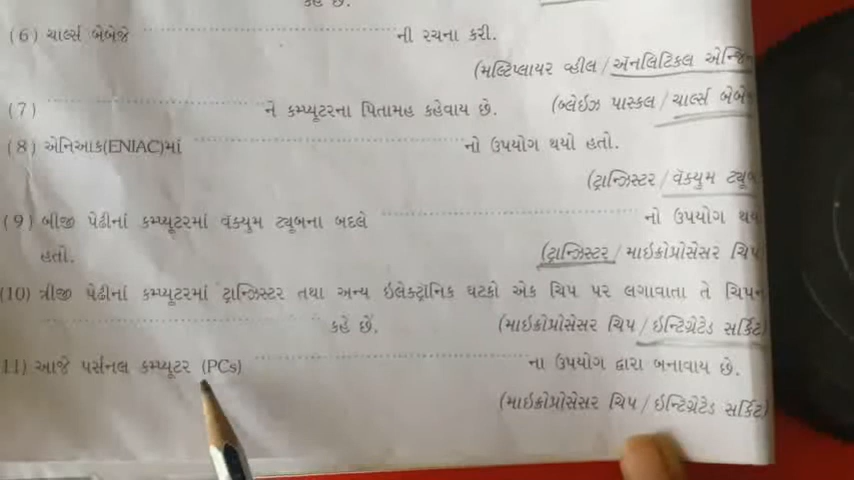 કહે છે.
(6) ચાર્લ્સ બેબેજે ની રચના કરી.
(મલ્ટિપ્લાયર વ્હીલ / ઍનલિટિકલ
(7) ને કમ્પ્યૂટરના પિતામહ કહેવાય છે. (બ્લેઇઝ પાસ્કલ / ચાર્લ્સ
(8) એનિઆક(ENIAC)માં નો ઉપયોગ થયો હતો.
(ટ્રાન્ઝિસ્ટર / વૅક્યુમ
(9) બીજી પેઢીનાં કમ્પ્યૂટરમાં વૅક્યુમ ટ્યૂબના બદલે નો ઉપયોગ
હતો. (ટ્રાન્ઝિસ્ટર / માઇક્રોપ્રોસેસર ચિપ
(10) ત્રીજી પેઢીનાં કમ્પ્યૂટરમાં ટ્રાન્ઝિસ્ટર તથા અન્ય ઇલેક્ટ્રૉનિક ઘટકો એક ચિપ પર લગાવાતા તે
કહે છે. (માઇક્રોપ્રોસેસર ચિપ / ઇન્ટિગ્રેટેડ સર્કિટ)
11) આજે પર્સનલ કમ્પ્યૂટર (PCs) ના ઉપયોગ દ્વારા બનાવાય છે.
(માઇક્રોપ્રોસેસર ચિપ / ઇન્ટિગ્રેટેડ સર્કિટ)